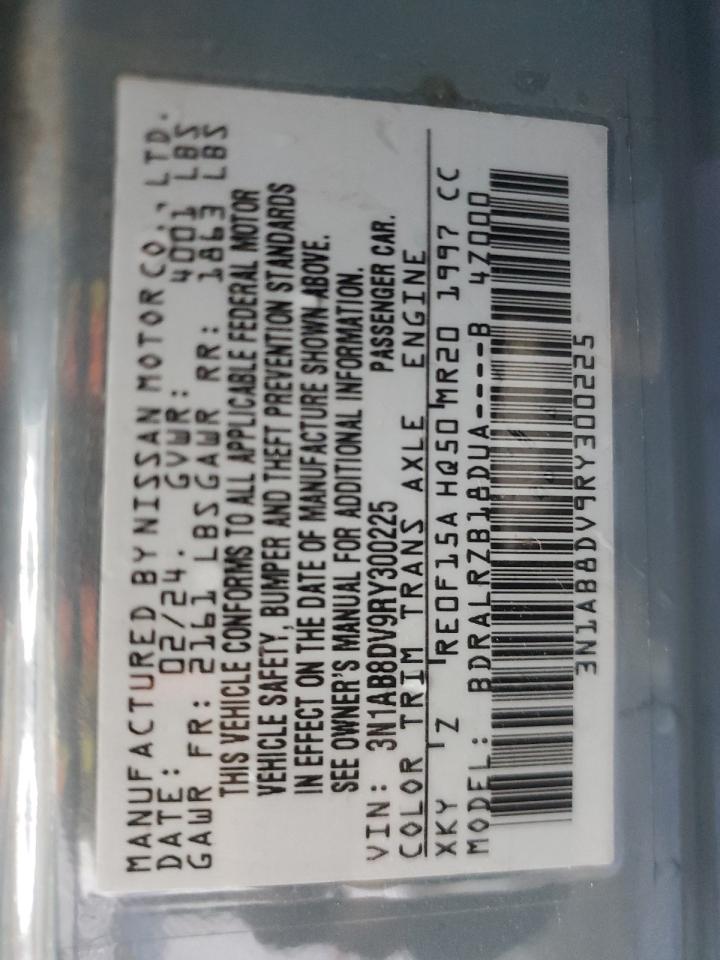 MANUFACTURED BY NISSAN MOTOR CO., LTD.
DATE: 02/24. GVWR: 4001 LBS
GAWR FR: 2161 LBS GAWR RR: 1863 LBS
THIS VEHICLE CONFORMS TO ALL APPLICABLE FEDERAL MOTOR
VEHICLE SAFETY, BUMPER AND THEFT PREVENTION STANDARDS
IN EFFECT ON THE DATE OF MANUFACTURE SHOWN ABOVE.
SEE OWNER'S MANUAL FOR ADDITIONAL INFORMATION.
VIN: 3N1AB8DV9RY300225 PASSENGER CAR.
COLOR TRIM TRANS AXLE ENGINE
XKY Z RE0F15A HQ50 MR20 1997 CC
MODEL: BDRALRZB18DUA----B 4Z000
3N1AB8DV9RY300225